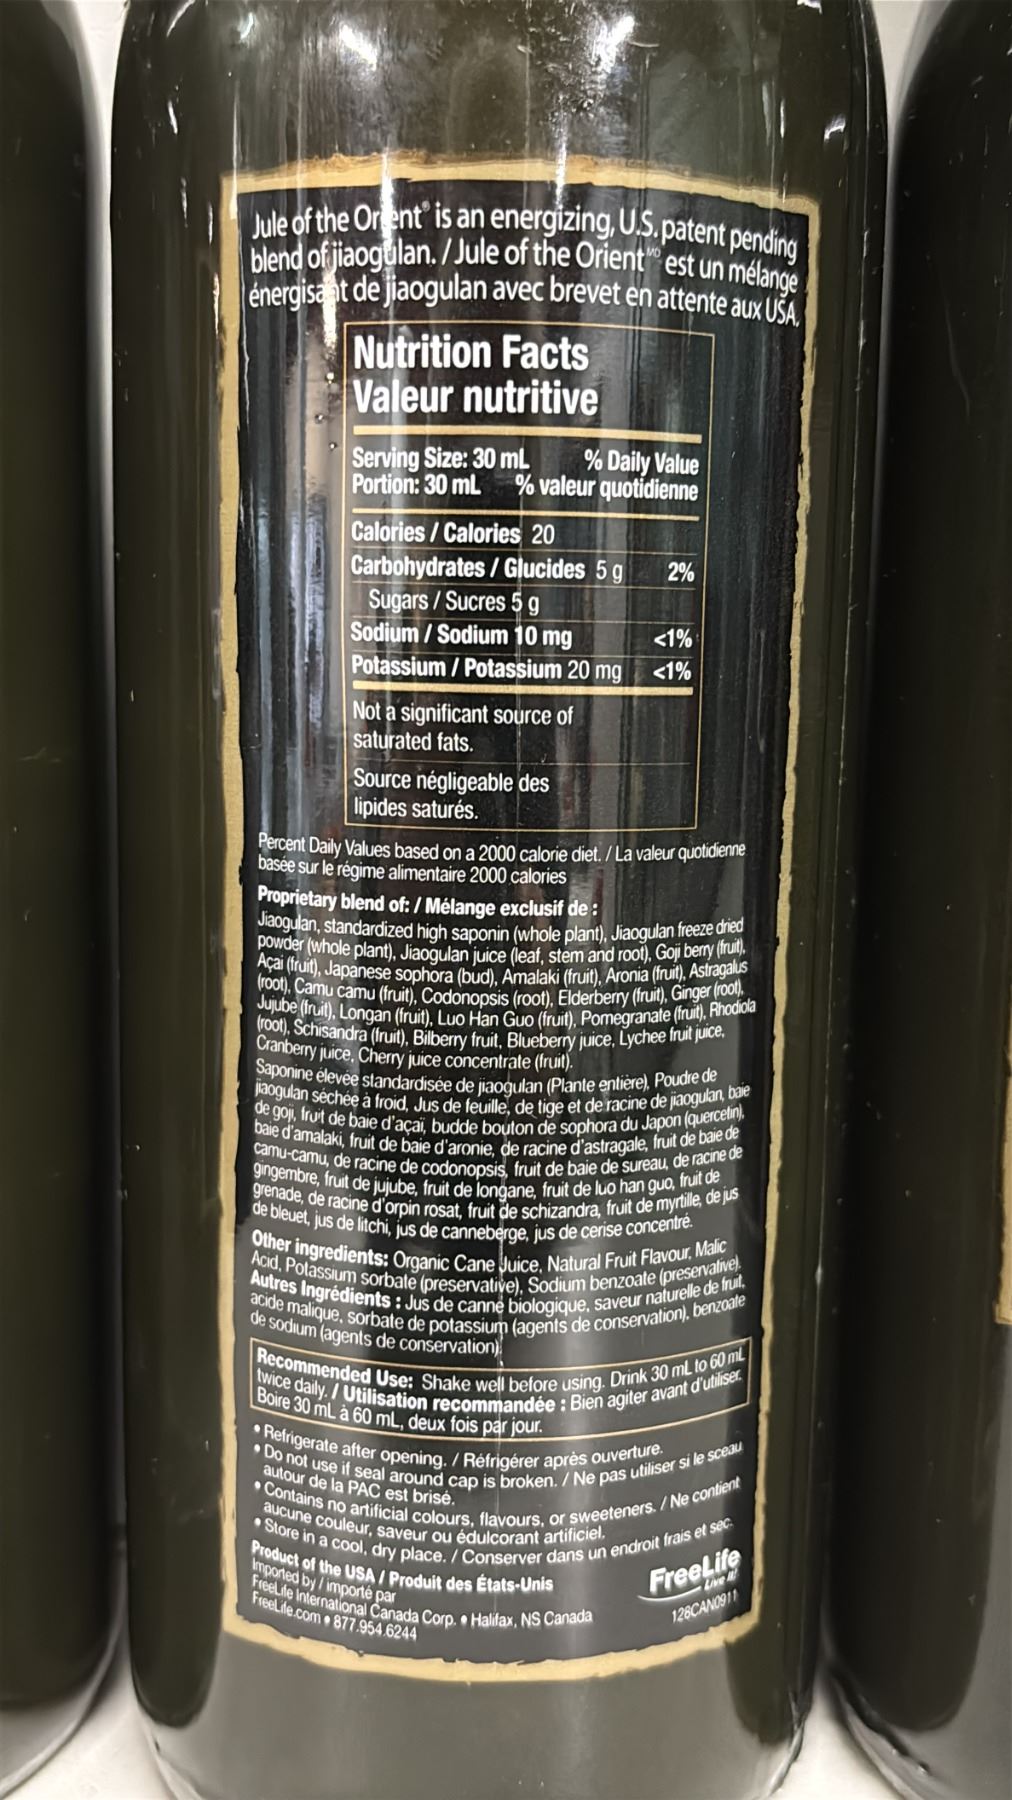 Jule of the Orient® is an energizing, U.S. patent pending
blend of jiaogulan. / Jule of the Orient MD est un mélange
énergisant de jiaogulan avec brevet en attente aux USA.
Nutrition Facts
Valeur nutritive
Serving Size: 30 mL % Daily Value
Portion: 30 mL % valeur quotidienne
Calories / Calories 20
Carbohydrates / Glucides 5 g 2%
Sugars / Sucres 5 g
Sodium / Sodium 10 mg <1%
Potassium / Potassium 20 mg <1%
Not a significant source of
saturated fats.
Source négligeable des
lipides saturés.
Percent Daily Values based on a 2000 calorie diet. / La valeur quotidienne
basée sur le régime alimentaire 2000 calories
Proprietary blend of: / Mélange exclusif de :
Jiaogulan, standardized high saponin (whole plant), Jiaogulan freeze dried
powder (whole plant), Jiaogulan juice (leaf, stem and root), Goji berry (fruit),
Açai (fruit), Japanese sophora (bud), Amalaki (fruit), Aronia (fruit), Astragalus
(root), Camu camu (fruit), Codonopsis (root), Elderberry (fruit), Ginger (root),
Jujube (fruit), Longan (fruit), Luo Han Guo (fruit), Pomegranate (fruit), Rhodiola
(root), Schisandra (fruit), Bilberry fruit, Blueberry juice, Lychee fruit juice,
Cranberry juice, Cherry juice concentrate (fruit).
Saponine élevée standardisée de jiaogulan (Plante entière), Poudre de
jiaogulan séchée à froid, Jus de feuille, de tige et de racine de jiaogulan, baie
de goji, fruit de baie d'açaï, budde bouton de sophora du Japon (quercetin),
baie d'amalaki, fruit de baie d'aronie, de racine d'astragale, fruit de baie de
camu-camu, de racine de codonopsis, fruit de baie de sureau, de racine de
gingembre, fruit de jujube, fruit de longane, fruit de luo han guo, fruit de
grenade, de racine d'orpin rosat, fruit de schizandra, fruit de myrtille, de jus
de bleuet, jus de litchi, jus de canneberge, jus de cerise concentré.
Other ingredients: Organic Cane Juice, Natural Fruit Flavour, Malic
Acid, Potassium sorbate (preservative), Sodium benzoate (preservative).
Autres Ingrédients : Jus de canne biologique, saveur naturelle de fruit,
acide malique, sorbate de potassium (agents de conservation), benzoate
de sodium (agents de conservation).
Recommended Use: Shake well before using. Drink 30 mL to 60 mL
twice daily. / Utilisation recommandée : Bien agiter avant d'utiliser.
Boire 30 mL à 60 mL, deux fois par jour.
• Refrigerate after opening. / Réfrigérer après ouverture.
• Do not use if seal around cap is broken. / Ne pas utiliser si le sceau
autour de la PAC est brisé.
• Contains no artificial colours, flavours, or sweeteners. / Ne contient
aucune couleur, saveur ou édulcorant artificiel.
• Store in a cool, dry place. / Conserver dans un endroit frais et sec.
Product of the USA / Produit des États-Unis
Imported by / importé par
FreeLife International Canada Corp. • Halifax, NS Canada
FreeLife.com • 877.954.6244
FreeLife
Live It!
128CAN0911